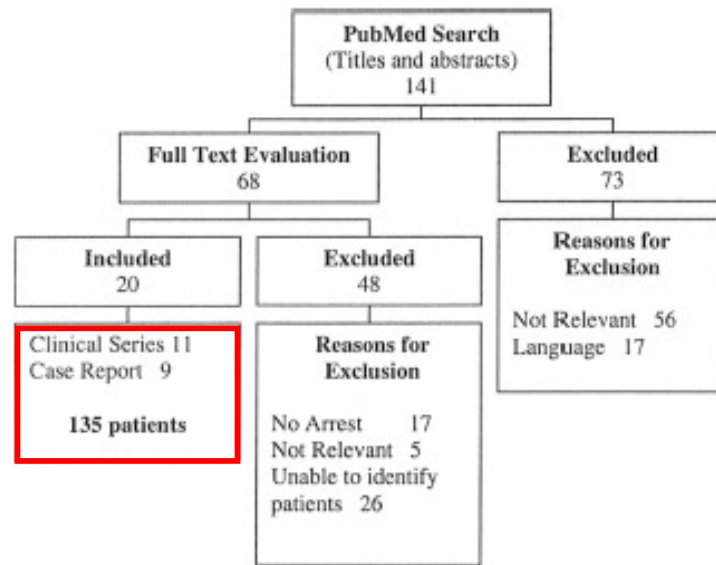 PubMed Search
(Titles and abstracts)
141
Full Text Evaluation
68
Excluded
73
Included
20
Excluded
48
Reasons for
Exclusion
Not Relevant 56
Language 17
Clinical Series 11
Case Report 9
135 patients
Reasons for
Exclusion
No Arrest 17
Not Relevant 5
Unable to identify
patients 26